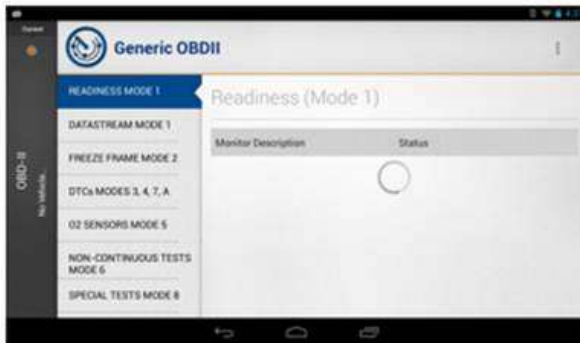 Current
Generic OBDII
OBD-II
No Vehicle.
READINESS MODE 1
DATASTREAM MODE 1
FREEZE FRAME MODE 2
DTCs MODES 3, 4, 7, A
O2 SENSORS MODE 5
NON-CONTINUOUS TESTS
MODE 6
SPECIAL TESTS MODE 8
Readiness (Mode 1)
Monitor Description Status